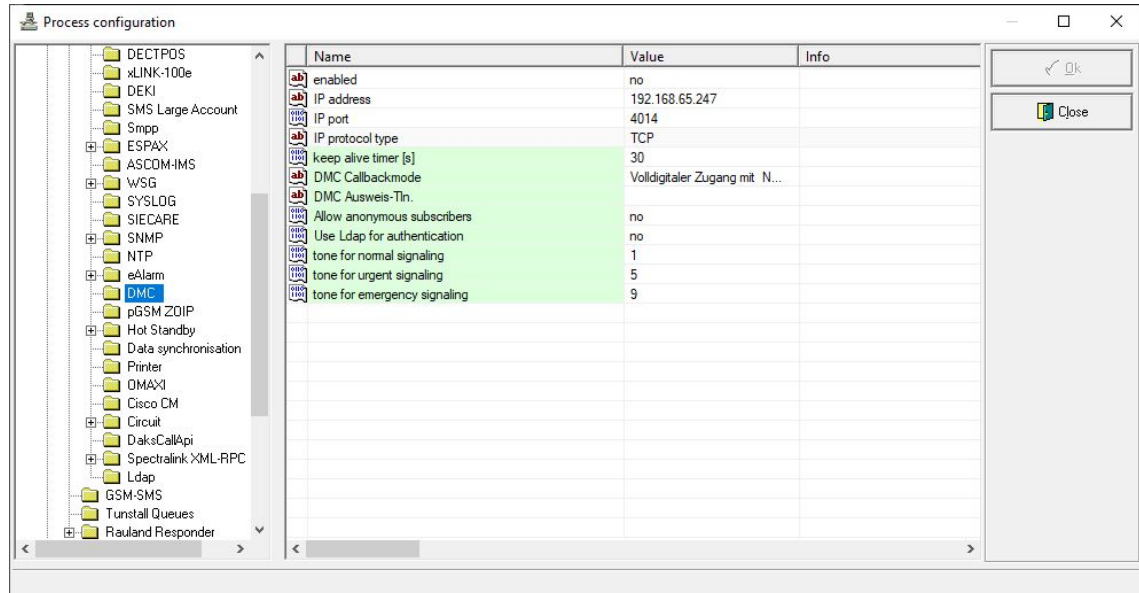 Process configuration
DECTPOS
xLINK-100e
DEKI
SMS Large Account
Smpp
ESPAX
ASCOM-IMS
WSG
SYSLOG
SIECARE
SNMP
NTP
eAlarm
DMC
pGSM ZOIP
Hot Standby
Data synchronisation
Printer
OMAXI
Cisco CM
Circuit
DaksCallApi
Spectralink XML-RPC
Ldap
GSM-SMS
Tunstall Queues
Rauland Responder
Name Value Info
enabled no
IP address 192.168.65.247
IP port 4014
IP protocol type TCP
keep alive timer [s] 30
DMC Callbackmode Volldigitaler Zugang mit N...
DMC Ausweis-Tln.
Allow anonymous subscribers no
Use Ldap for authentication no
tone for normal signaling 1
tone for urgent signaling 5
tone for emergency signaling 9
Ok
Close